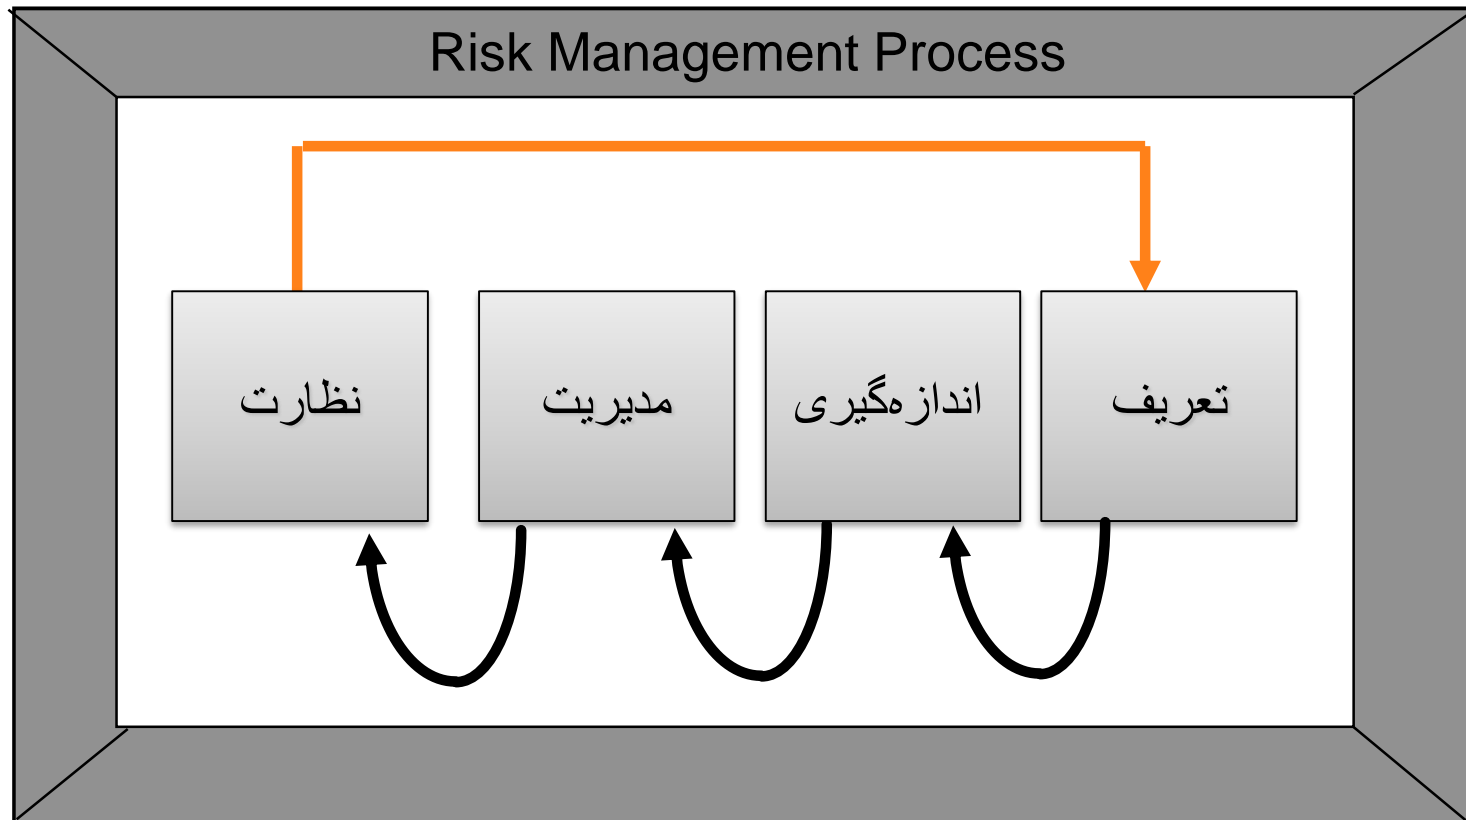 Risk Management Process
تعریف
اندازه‌گیری
مدیریت
نظارت